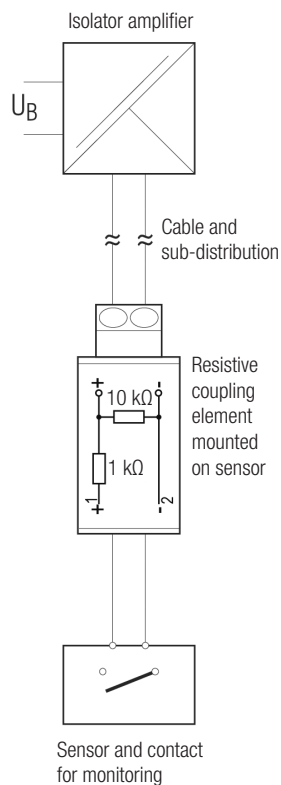 Isolator amplifier
UB
Cable and
sub-distribution
Resistive
coupling
element
mounted
on sensor
+ -
10 kΩ
1 kΩ
+ 1
- 2
Sensor and contact
for monitoring